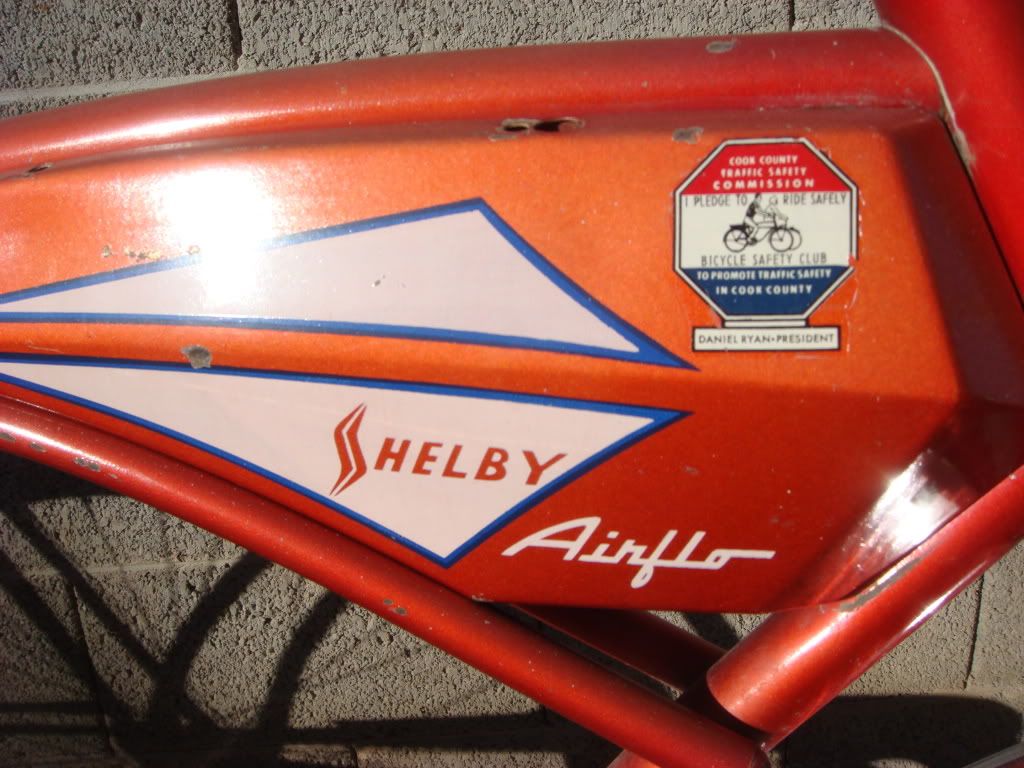 COOK COUNTY
TRAFFIC SAFETY
COMMISSION
I PLEDGE TO RIDE SAFELY
BICYCLE SAFETY CLUB
TO PROMOTE TRAFFIC SAFETY
IN COOK COUNTY
DANIEL RYAN•PRESIDENT
SHELBY
Airflo